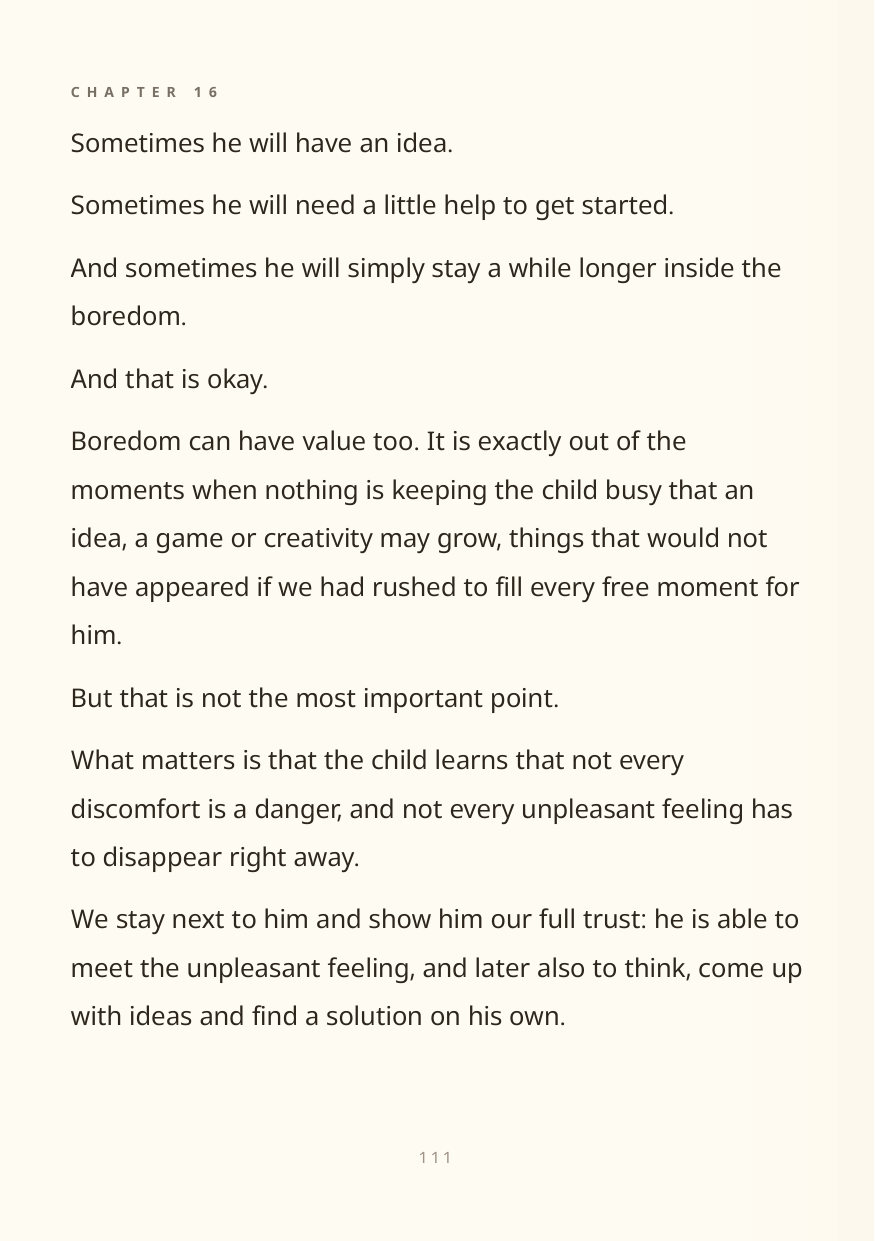 CHAPTER 16
Sometimes he will have an idea.
Sometimes he will need a little help to get started.
And sometimes he will simply stay a while longer inside the
boredom.
And that is okay.
Boredom can have value too. It is exactly out of the
moments when nothing is keeping the child busy that an
idea, a game or creativity may grow, things that would not
have appeared if we had rushed to fill every free moment for
him.
But that is not the most important point.
What matters is that the child learns that not every
discomfort is a danger, and not every unpleasant feeling has
to disappear right away.
We stay next to him and show him our full trust: he is able to
meet the unpleasant feeling, and later also to think, come up
with ideas and find a solution on his own.
111